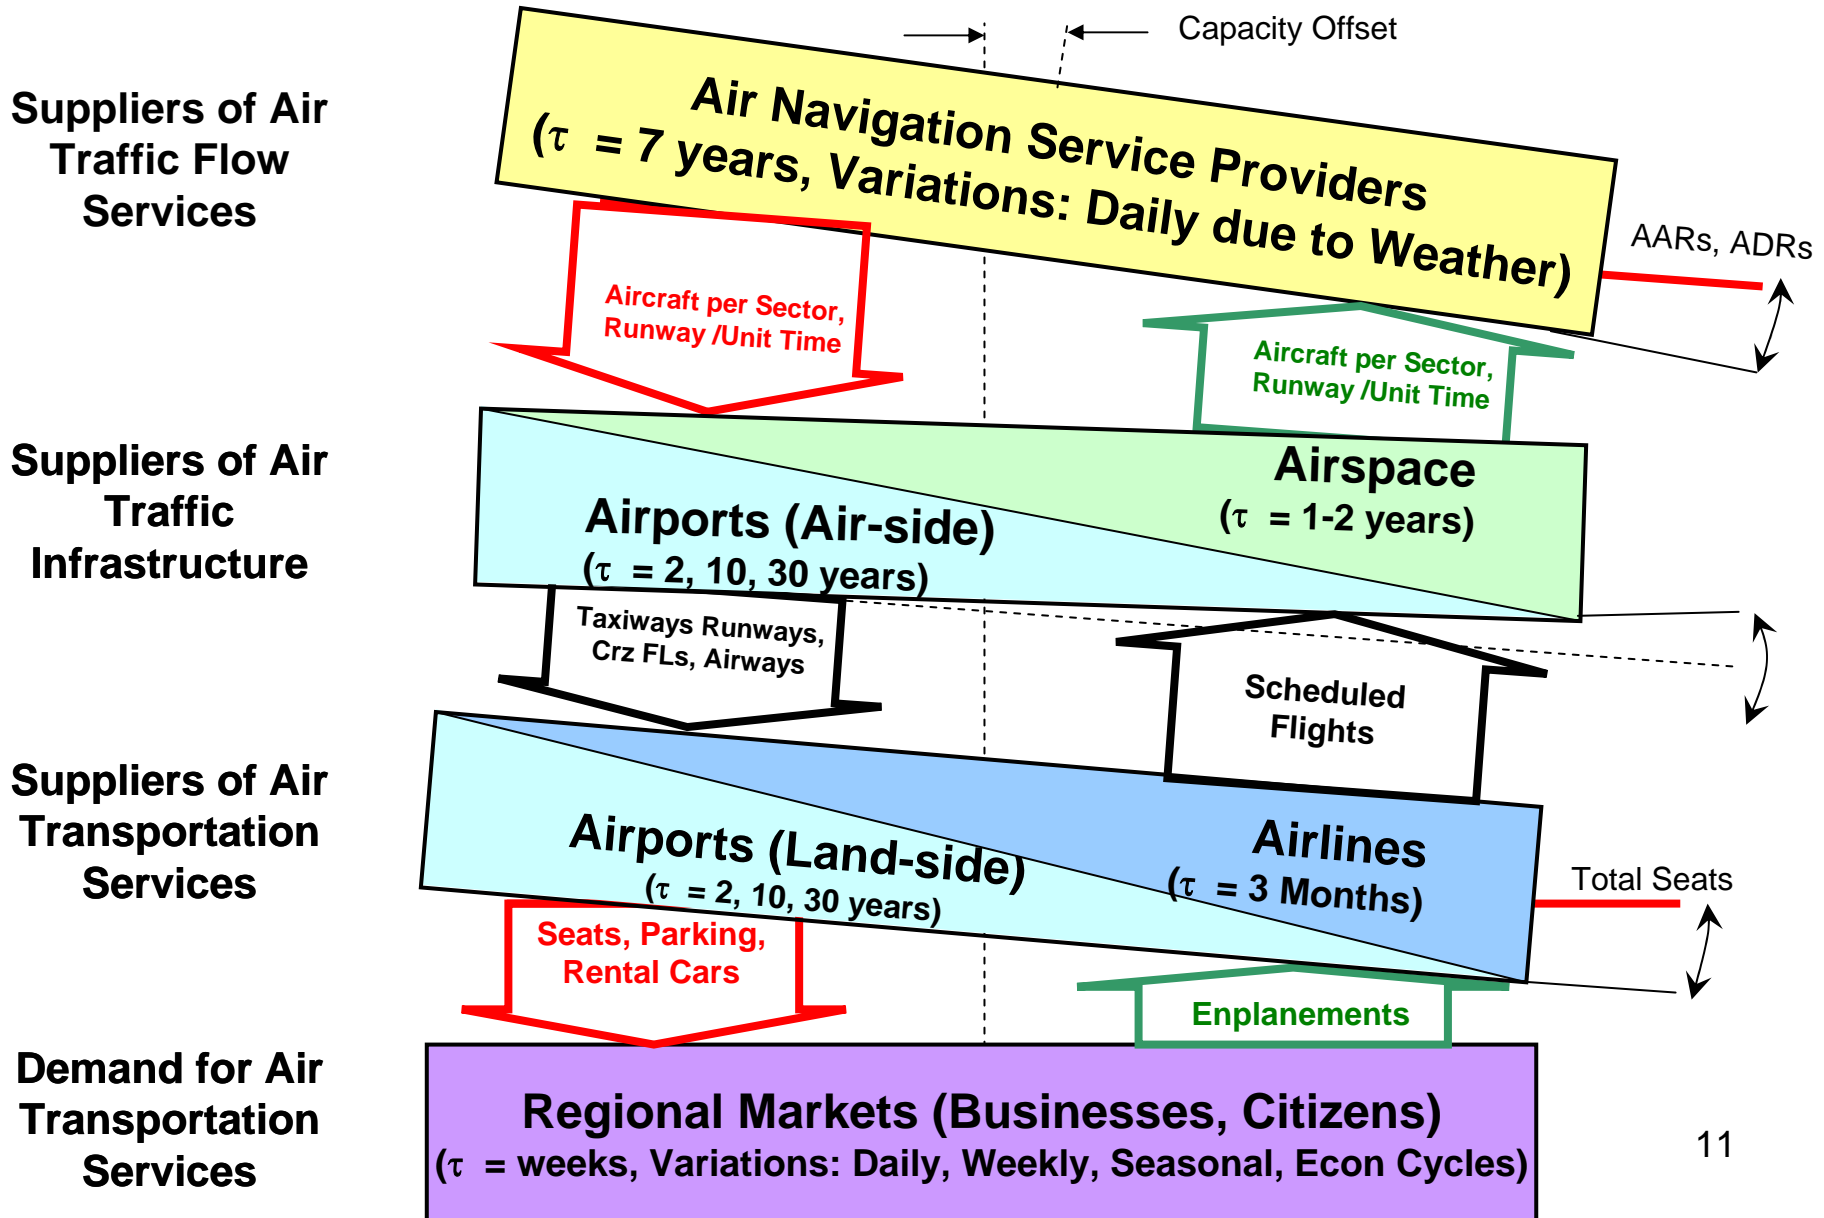 Capacity Offset
Suppliers of Air
Traffic Flow
Services
Air Navigation Service Providers
(τ = 7 years, Variations: Daily due to Weather)
AARs, ADRs
Aircraft per Sector,
Runway /Unit Time
Aircraft per Sector,
Runway /Unit Time
Suppliers of Air
Traffic
Infrastructure
Airspace
(τ = 1-2 years)
Airports (Air-side)
(τ = 2, 10, 30 years)
Taxiways Runways,
Crz FLs, Airways
Scheduled
Flights
Suppliers of Air
Transportation
Services
Airports (Land-side)
(τ = 2, 10, 30 years)
Airlines
(τ = 3 Months)
Total Seats
Seats, Parking,
Rental Cars
Enplanements
Demand for Air
Transportation
Services
Regional Markets (Businesses, Citizens)
(τ = weeks, Variations: Daily, Weekly, Seasonal, Econ Cycles)
11